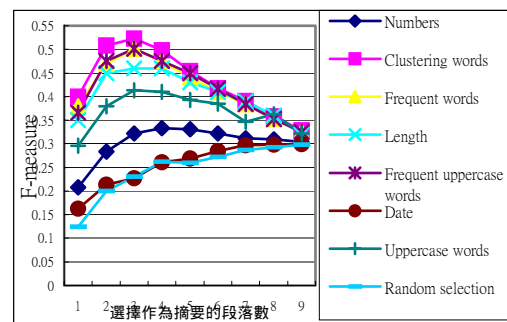 0.55
0.5
0.45
0.4
0.35
0.3
0.25
0.2
0.15
0.1
0.05
0
F-measure
1 2 3 4 5 6 7 8 9
選擇作為摘要的段落數
Numbers
Clustering words
Frequent words
Length
Frequent uppercase
words
Date
Uppercase words
Random selection